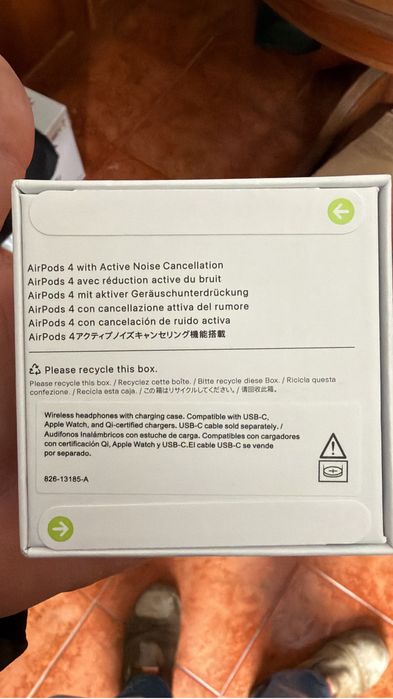 AirPods 4 with Active Noise Cancellation
AirPods 4 avec réduction active du bruit
AirPods 4 mit aktiver Geräuschunterdrückung
AirPods 4 con cancellazione attiva del rumore
AirPods 4 con cancelación de ruido activa
AirPods 4アクティブノイズキャンセリング機能搭載
Please recycle this box.
Please recycle this box. / Recyclez cette boîte. / Bitte recycle diese Box. / Ricicla questa
confezione. / Recicla esta caja. / この箱はリサイクルしてください。/ 请回收此箱。
Wireless headphones with charging case. Compatible with USB-C,
Apple Watch, and Qi-certified chargers. USB-C cable sold separately. /
Audífonos Inalámbricos con estuche de carga. Compatibles con cargadores
con certificación Qi, Apple Watch y USB-C.El cable USB-C se vende
por separado.
826-13185-A